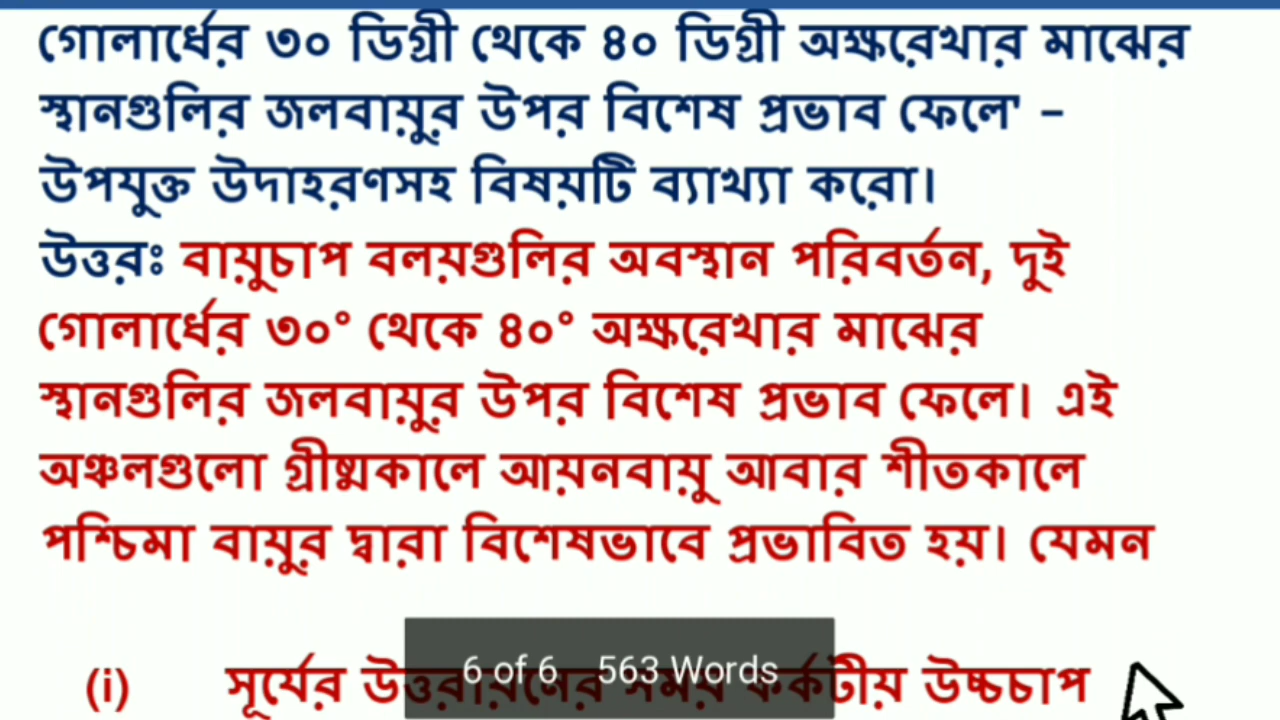 গোলার্ধের ৩০ ডিগ্রী থেকে ৪০ ডিগ্রী অক্ষরেখার মাঝের
স্থানগুলির জলবায়ুর উপর বিশেষ প্রভাব ফেলে' –
উপযুক্ত উদাহরণসহ বিষয়টি ব্যাখ্যা করো।
উত্তরঃ বায়ুচাপ বলয়গুলির অবস্থান পরিবর্তন, দুই
গোলার্ধের ৩০° থেকে ৪০° অক্ষরেখার মাঝের
স্থানগুলির জলবায়ুর উপর বিশেষ প্রভাব ফেলে। এই
অঞ্চলগুলো গ্রীষ্মকালে আয়নবায়ু আবার শীতকালে
পশ্চিমা বায়ুর দ্বারা বিশেষভাবে প্রভাবিত হয়। যেমন
(i) সূর্যের উত্তরায়নের সময় কর্কটীয় উচ্চচাপ
6 of 6 563 Words